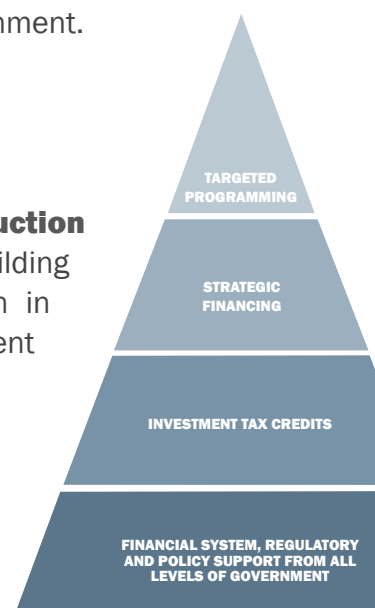 nment.
uction
ilding
n in
ent
TARGETED
PROGRAMMING
STRATEGIC
FINANCING
INVESTMENT TAX CREDITS
FINANCIAL SYSTEM, REGULATORY
AND POLICY SUPPORT FROM ALL
LEVELS OF GOVERNMENT